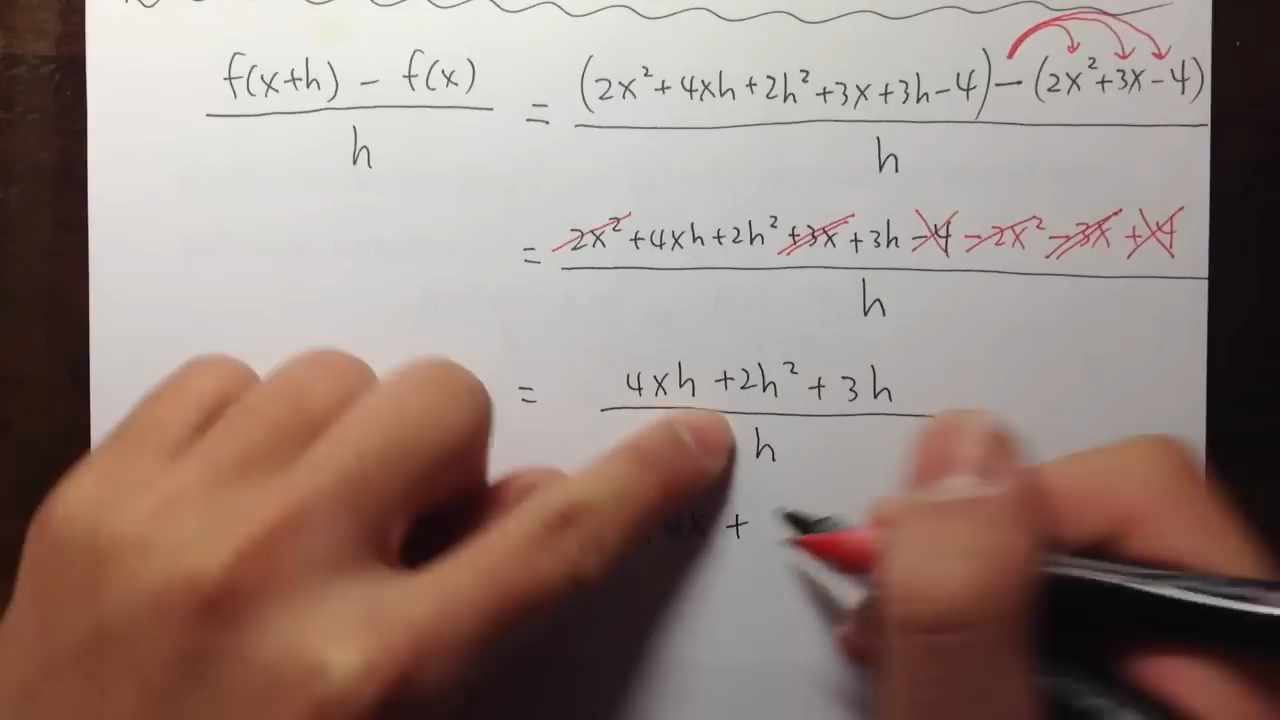 f(x+h) - f(x) / h = (2x²+4xh+2h²+3x+3h-4) - (2x²+3x-4) / h
= 2x²+4xh+2h²+3x+3h-4-2x²-3x+4 / h
= 4xh+2h²+3h / h
4x +